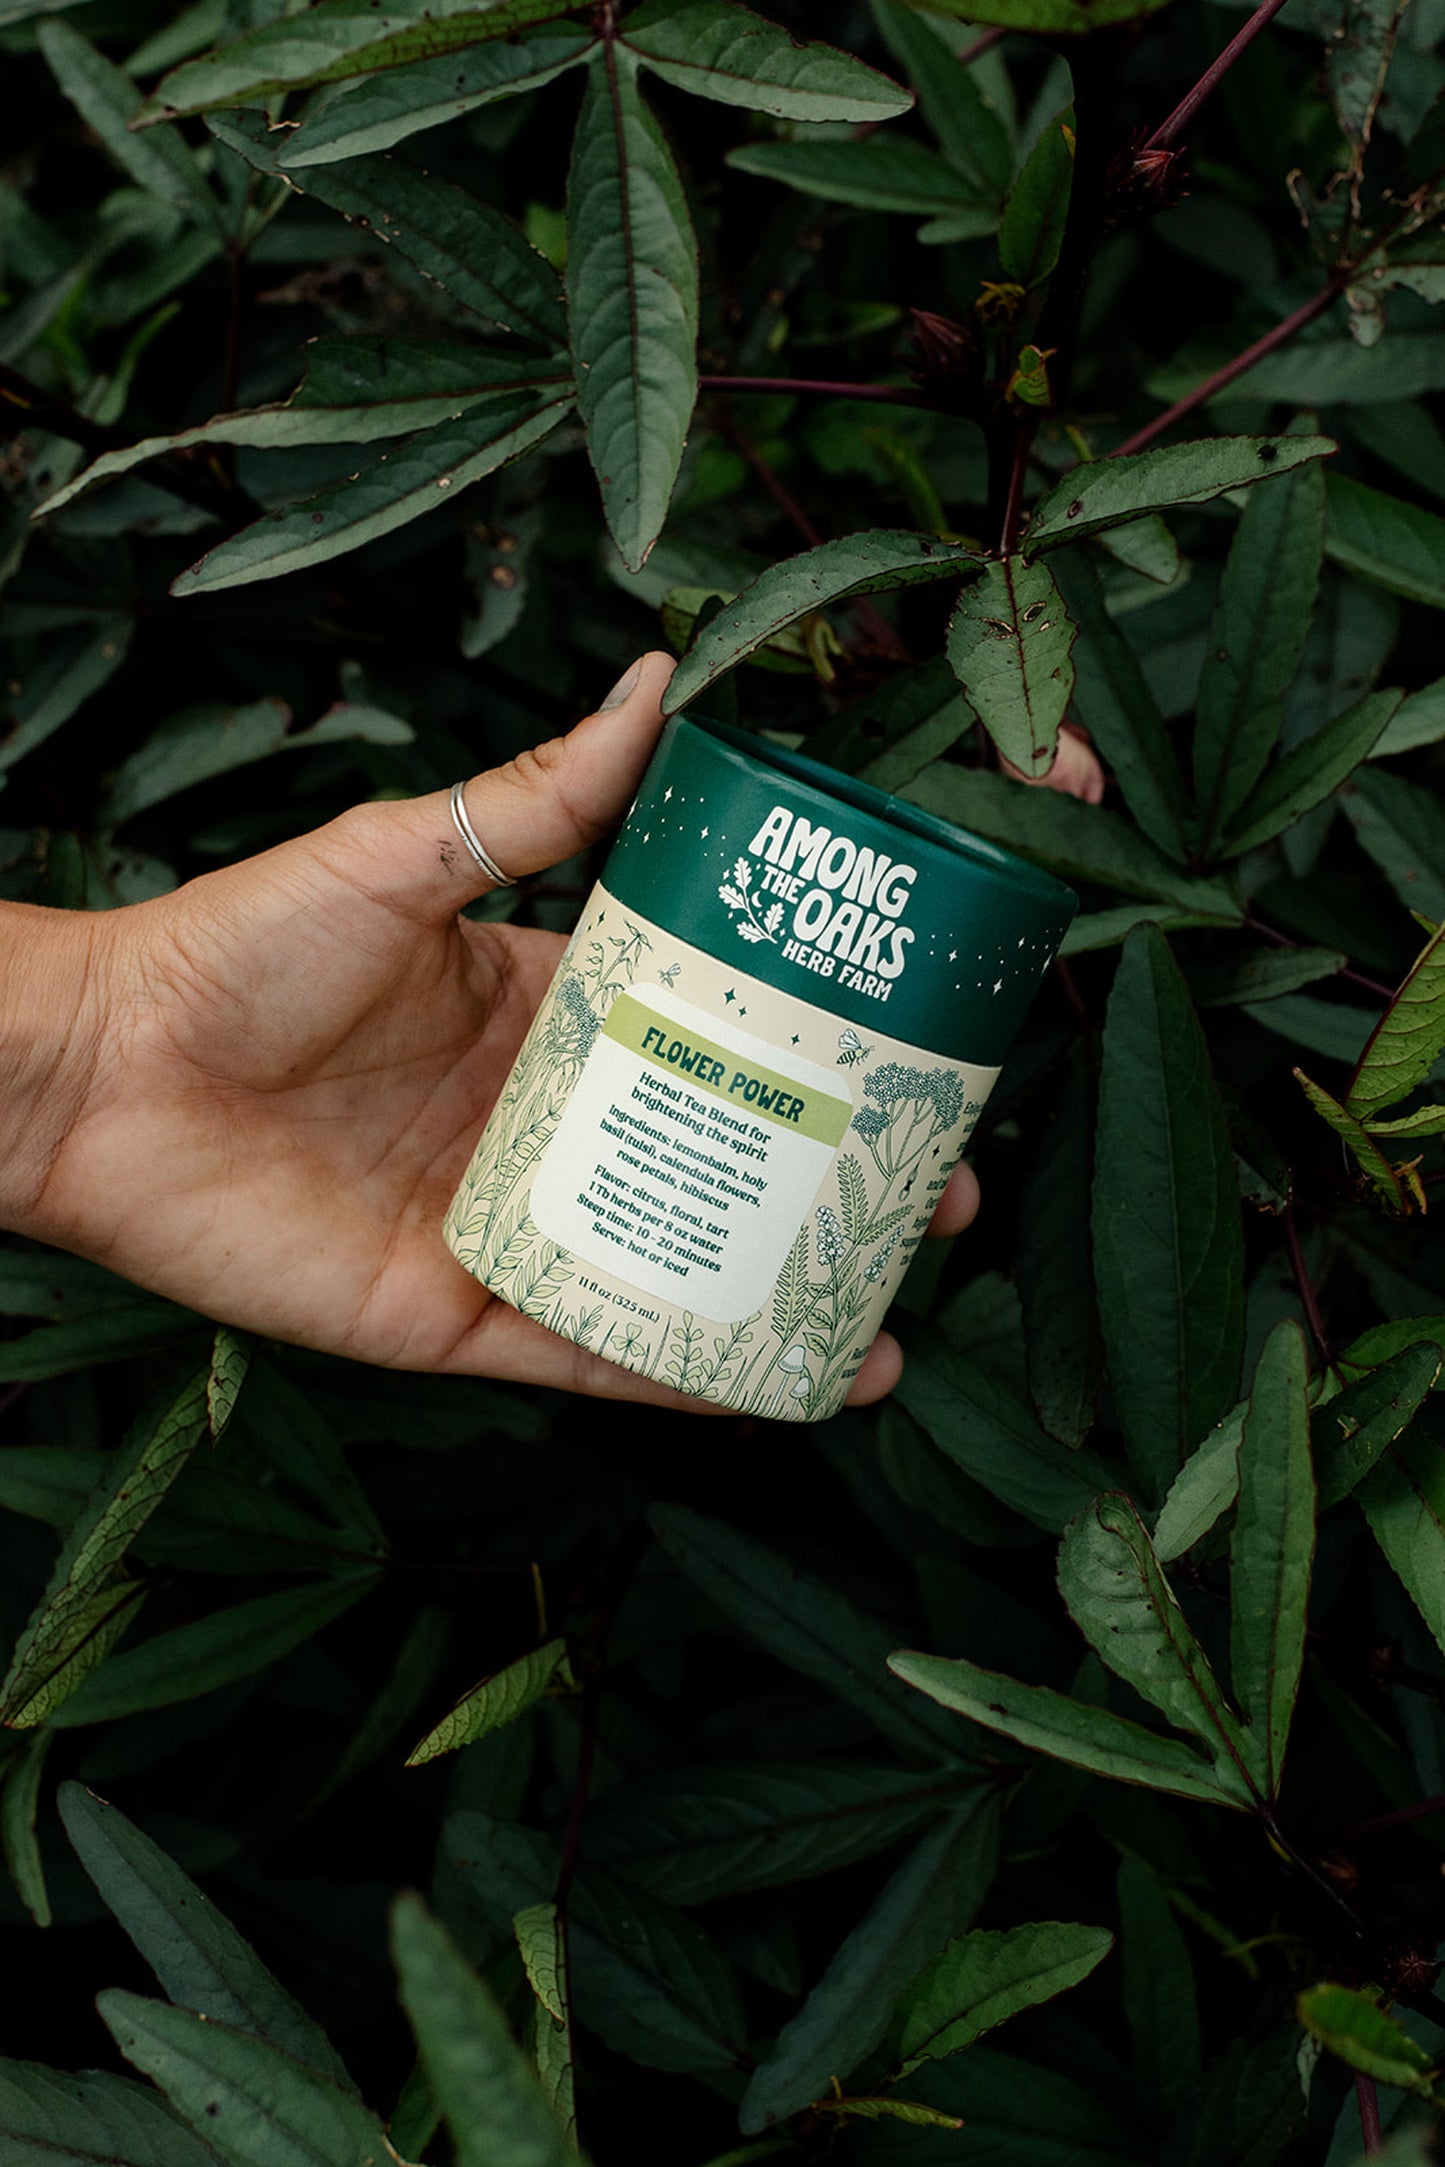 AMONG
THE OAKS
HERB FARM
FLOWER POWER
Herbal Tea Blend for
brightening the spirit
Ingredients: lemonbalm, holy
basil (tulsi), calendula flowers,
rose petals, hibiscus
Flavor: citrus, floral, tart
1 Tb herbs per 8 oz water
Steep time: 10 - 20 minutes
Serve: hot or iced
11 fl oz (325 mL)